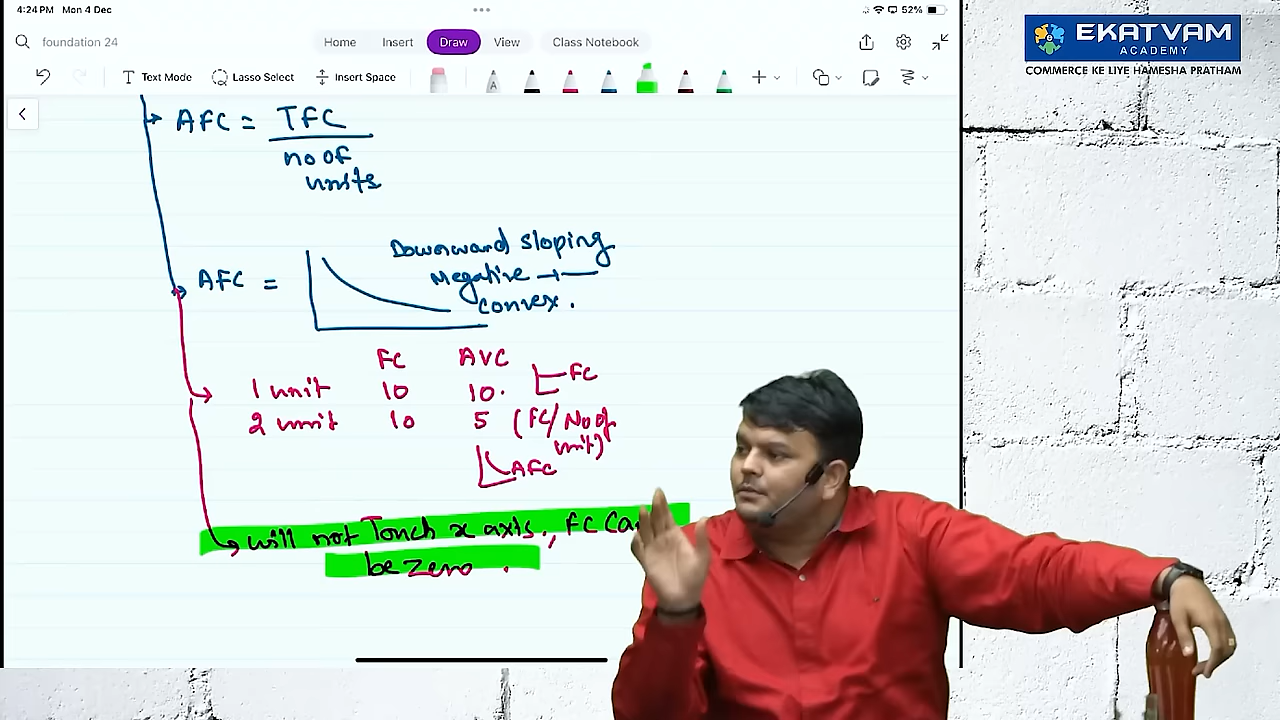 4:24 PM Mon 4 Dec
52%
foundation 24
Home Insert Draw View Class Notebook
Text Mode Lasso Select Insert Space
EKATVAM
ACADEMY
COMMERCE KE LIYE HAMESHA PRATHAM
AFC = TFC
no of
units
AFC =
Downward sloping
Negative
Convex.
FC AVC
1 unit 10 10. FC
2 unit 10 5 (FC/No of
unit)
AFC
will not Touch x axis., FC
be zero.